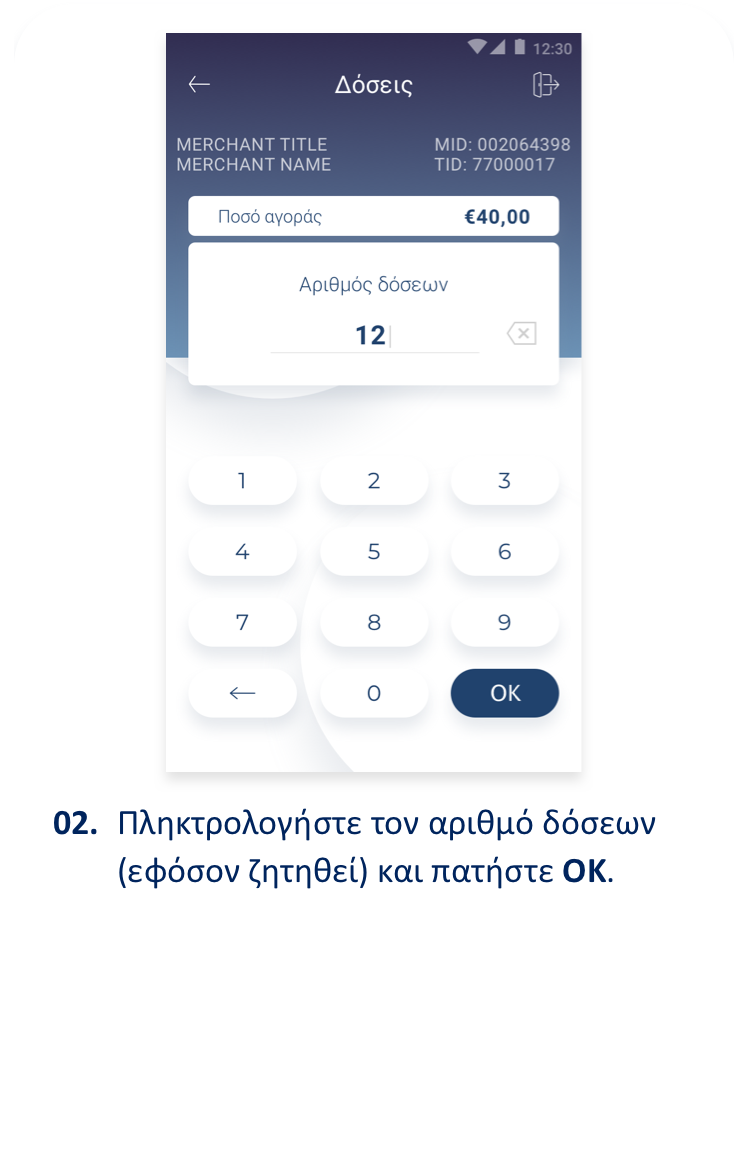 12:30
Δόσεις
MERCHANT TITLE MID: 002064398
MERCHANT NAME TID: 77000017
Ποσό αγοράς €40,00
Αριθμός δόσεων
12
1 2 3
4 5 6
7 8 9
0 OK
02. Πληκτρολογήστε τον αριθμό δόσεων
(εφόσον ζητηθεί) και πατήστε OK.